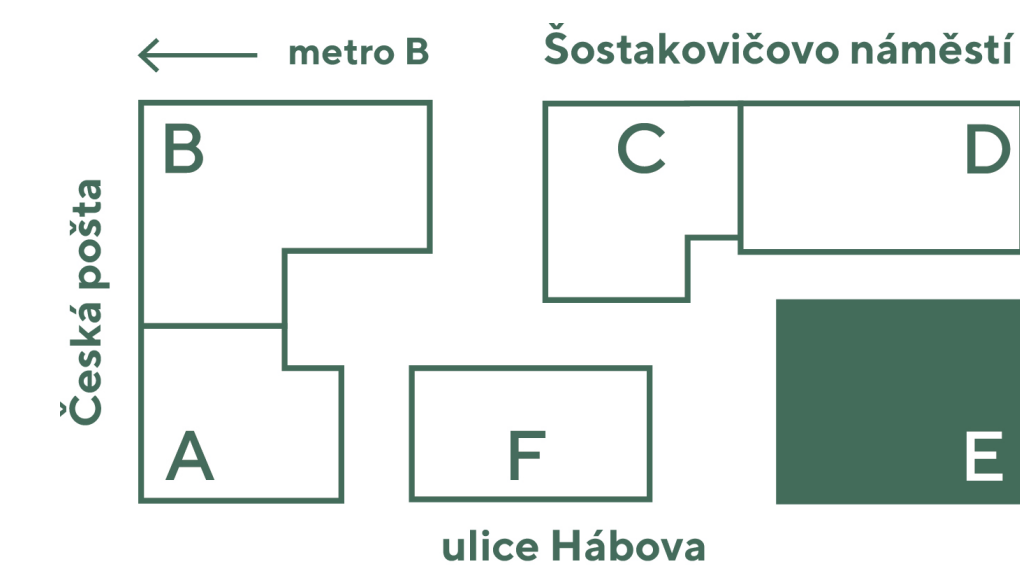 metro B
Šostakovičovo náměstí
B
C
D
Česká pošta
A
F
E
ulice Hábova